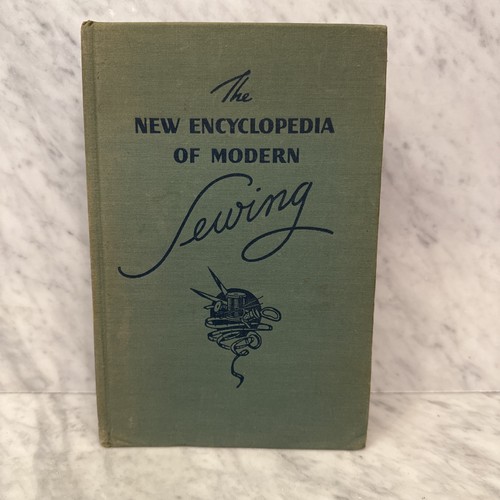 The
NEW ENCYCLOPEDIA
OF MODERN
Sewing